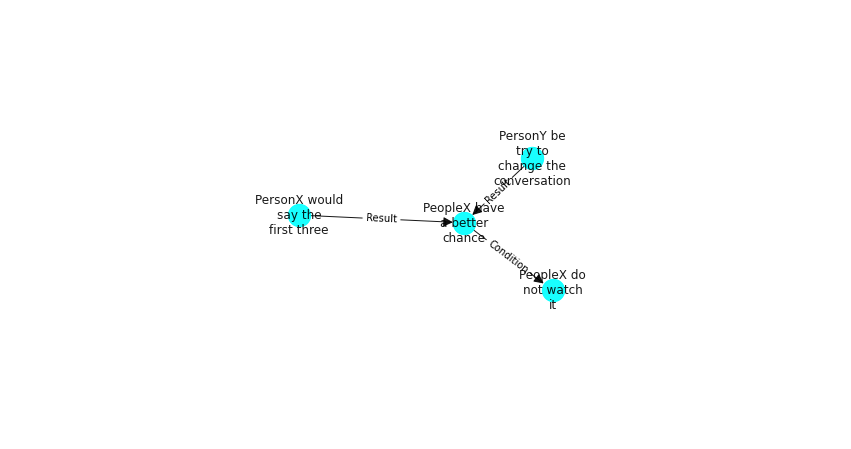 PersonY be
try to
change the
conversation
Result
PersonX would
say the
first three
Result
PeopleX have
a better
chance
Condition
PeopleX do
not watch
it